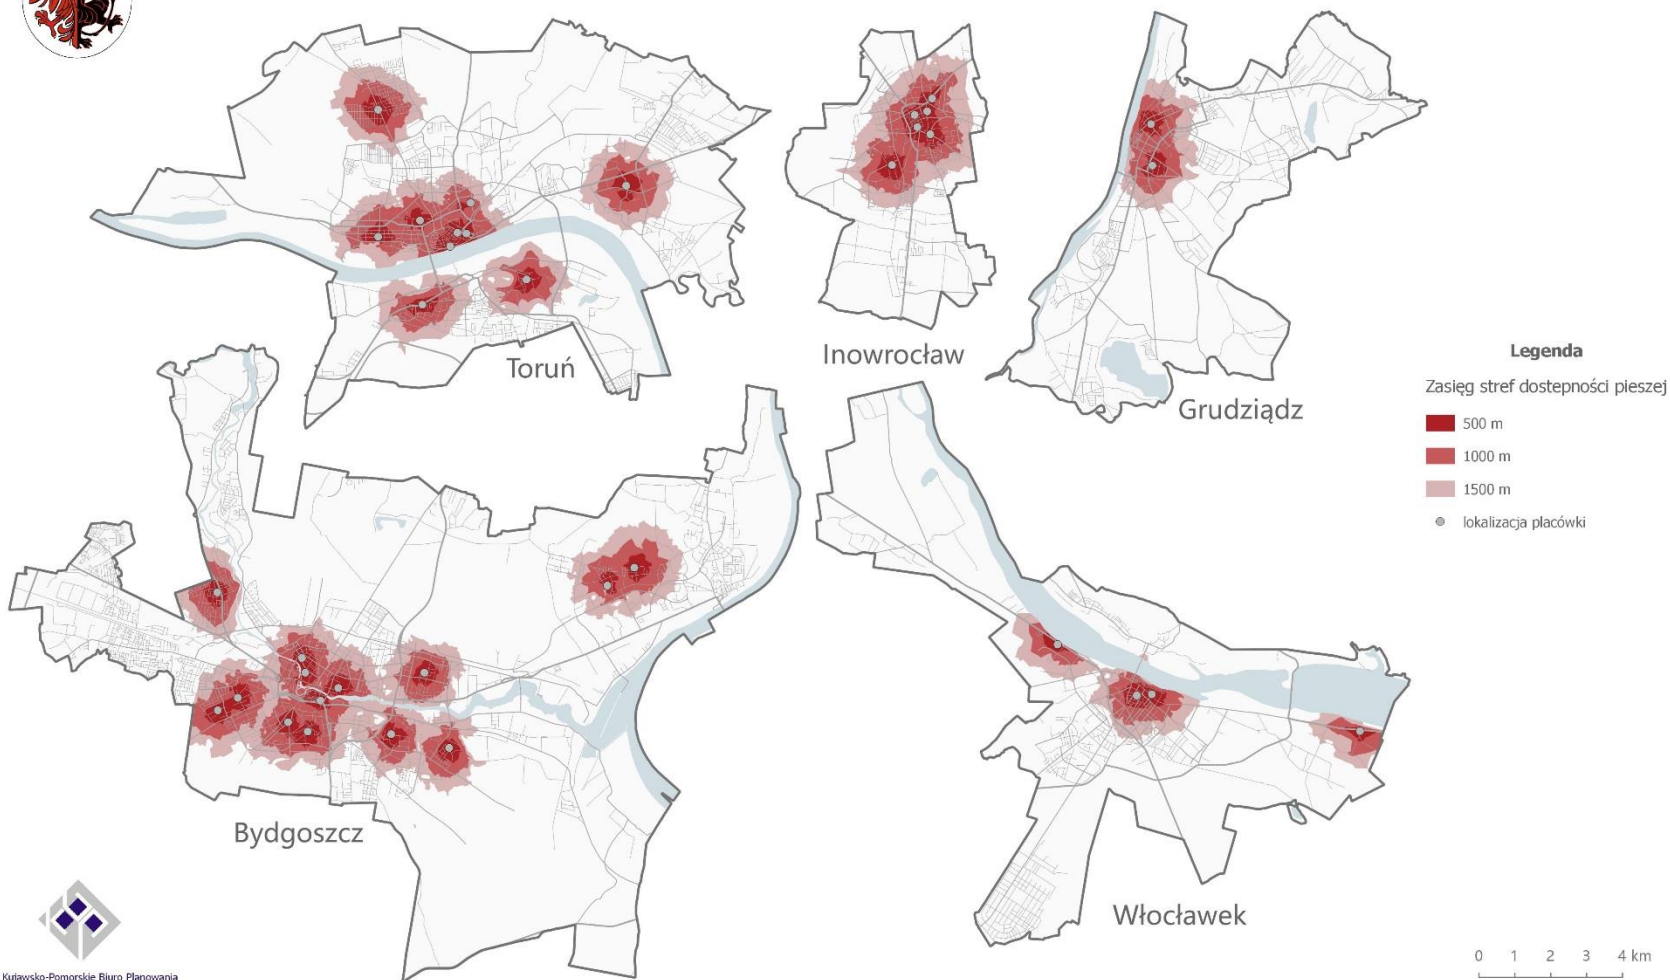 Toruń
Inowrocław
Grudziądz
Legenda
Zasięg stref dostepności pieszej
500 m
1000 m
1500 m
lokalizacja placówki
Bydgoszcz
Włocławek
Kujawsko-Pomorskie Biuro Planowania
0 1 2 3 4 km